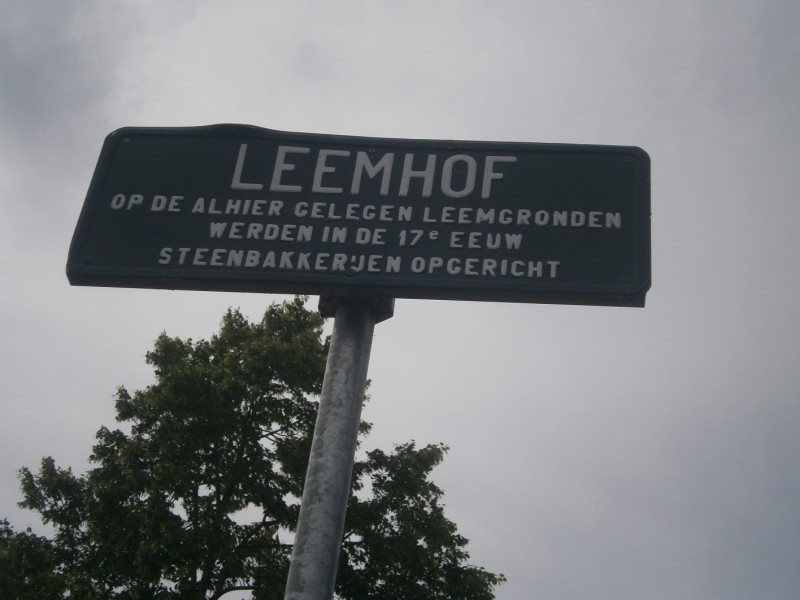 LEEMHOF
OP DE ALHIER GELEGEN LEEMGRONDEN
WERDEN IN DE 17e EEUW
STEENBAKKERIJEN OPGERICHT